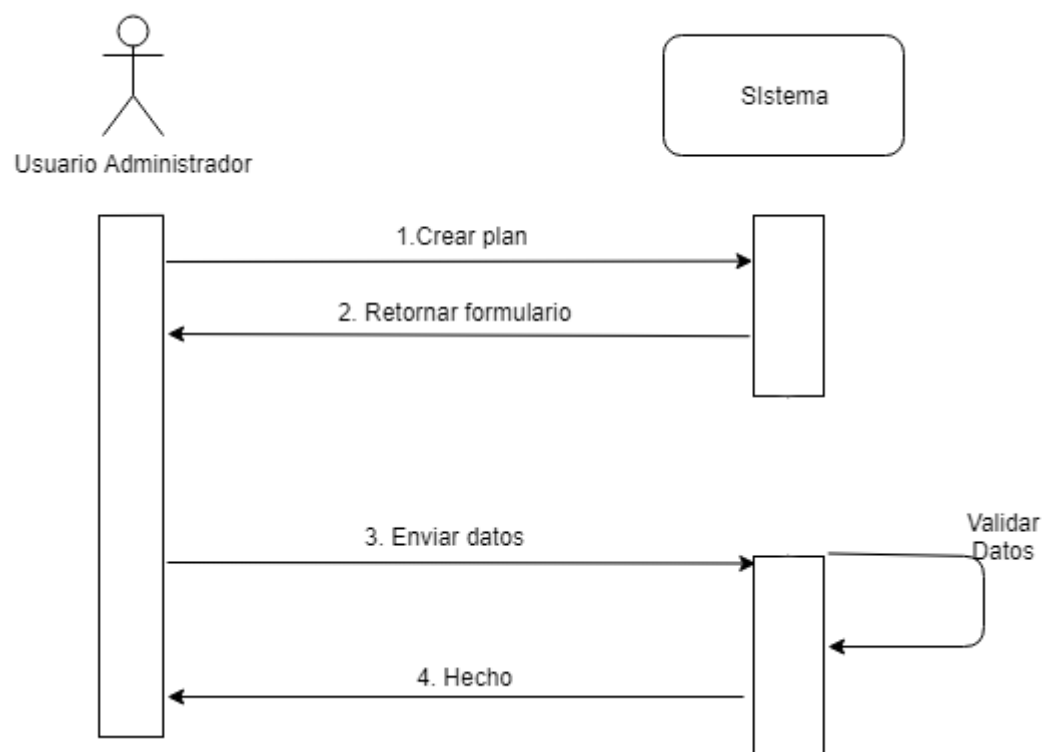 SIstema
Usuario Administrador
1.Crear plan
2. Retornar formulario
3. Enviar datos
Validar
Datos
4. Hecho